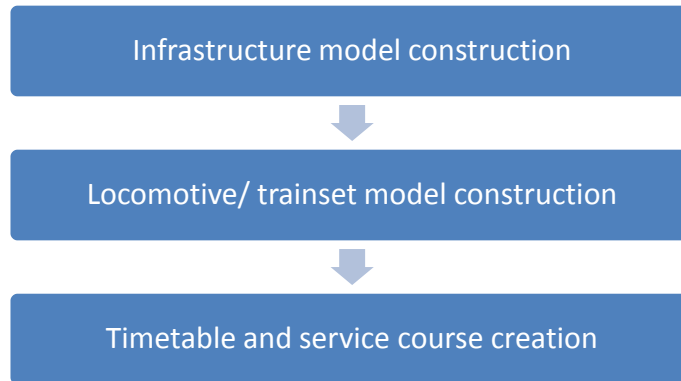 Infrastructure model construction
Locomotive/ trainset model construction
Timetable and service course creation